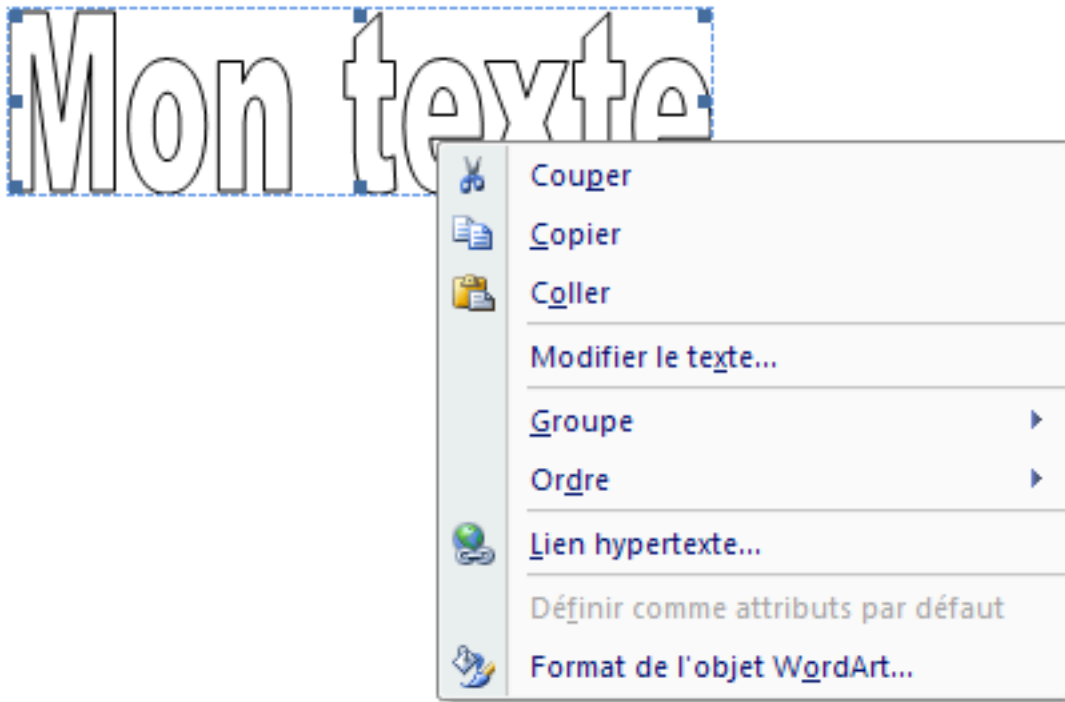 Mon texte
Couper
Copier
Coller
Modifier le texte...
Groupe
Ordre
Lien hypertexte...
Définir comme attributs par défaut
Format de l'objet WordArt...